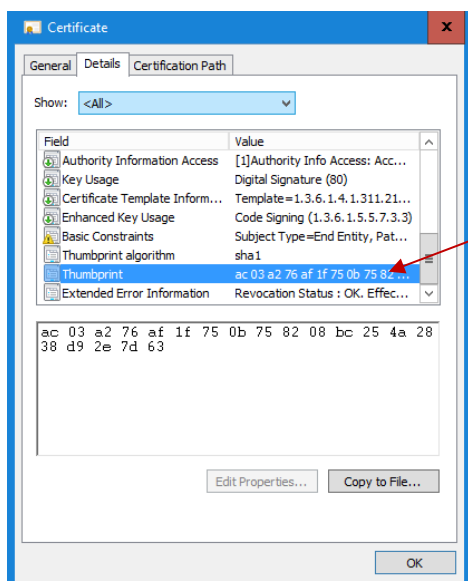 Certificate
x
General Details Certification Path
Show: <All>
Field Value
Authority Information Access [1]Authority Info Access: Acc...
Key Usage Digital Signature (80)
Certificate Template Inform... Template=1.3.6.1.4.1.311.21...
Enhanced Key Usage Code Signing (1.3.6.1.5.5.7.3.3)
Basic Constraints Subject Type=End Entity, Pat...
Thumbprint algorithm sha1
Thumbprint ac 03 a2 76 af 1f 75 0b 75 82 ...
Extended Error Information Revocation Status : OK. Effec...
ac 03 a2 76 af 1f 75 0b 75 82 08 bc 25 4a 28
38 d9 2e 7d 63
Edit Properties... Copy to File...
OK